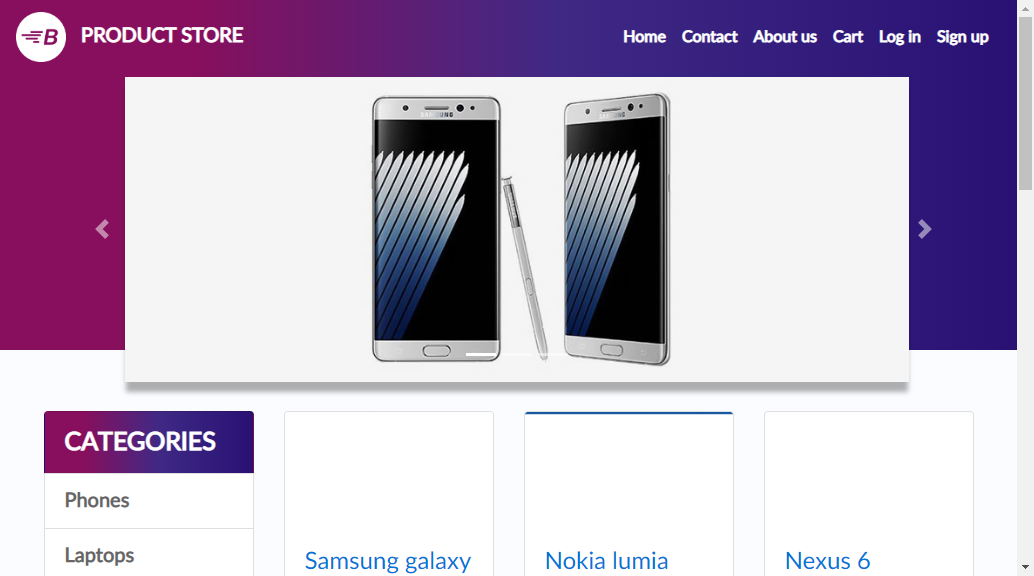 B PRODUCT STORE
Home Contact About us Cart Log in Sign up
SAMSUNG
SAMSUNG
CATEGORIES
Phones
Laptops
Samsung galaxy
Nokia lumia
Nexus 6